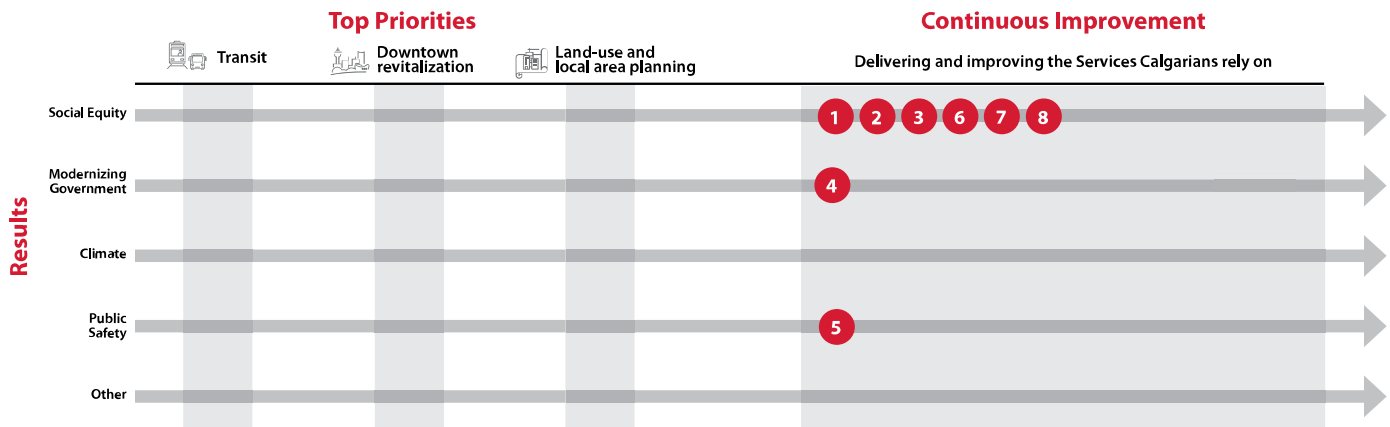 Top Priorities
Continuous Improvement
Transit
Downtown
revitalization
Land-use and
local area planning
Delivering and improving the Services Calgarians rely on
Results
Social Equity
1 2 3 6 7 8
Modernizing
Government
4
Climate
Public
Safety
5
Other